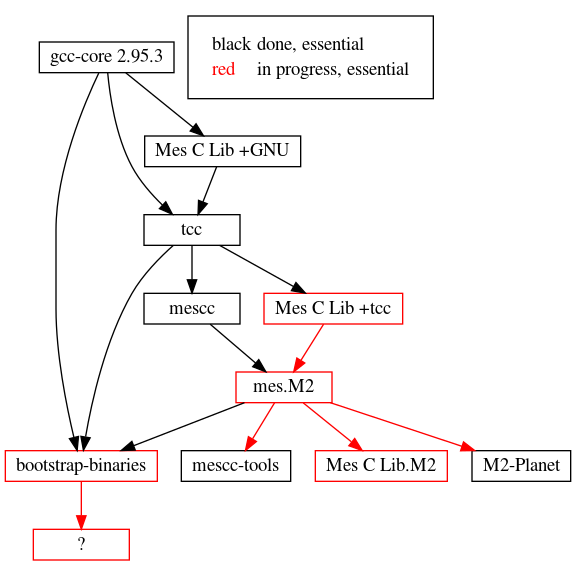 black done, essential
gcc-core 2.95.3
red in progress, essential
Mes C Lib +GNU
tcc
mescc
Mes C Lib +tcc
mes.M2
bootstrap-binaries
mescc-tools
Mes C Lib.M2
M2-Planet
?